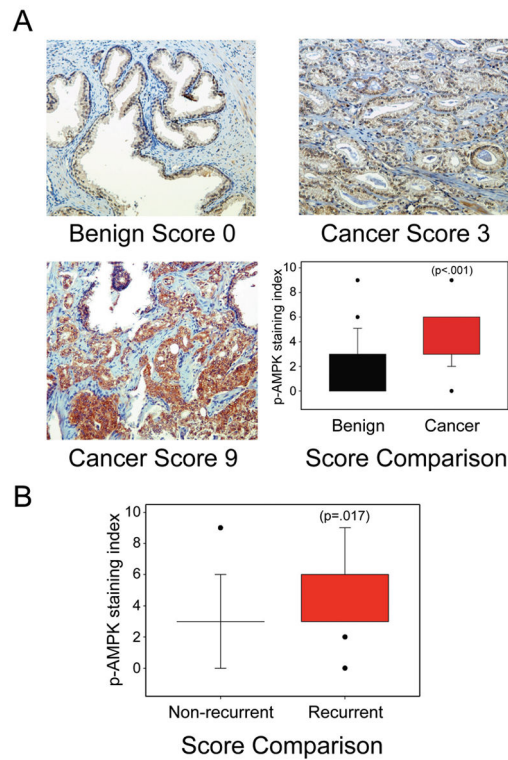 A
Benign Score 0
Cancer Score 3
Cancer Score 9
p-AMPK staining index
10
8
6
4
2
0
(p<.001)
Benign
Cancer
Score Comparison
B
p-AMPK staining index
10
8
6
4
2
0
(p=.017)
Non-recurrent
Recurrent
Score Comparison